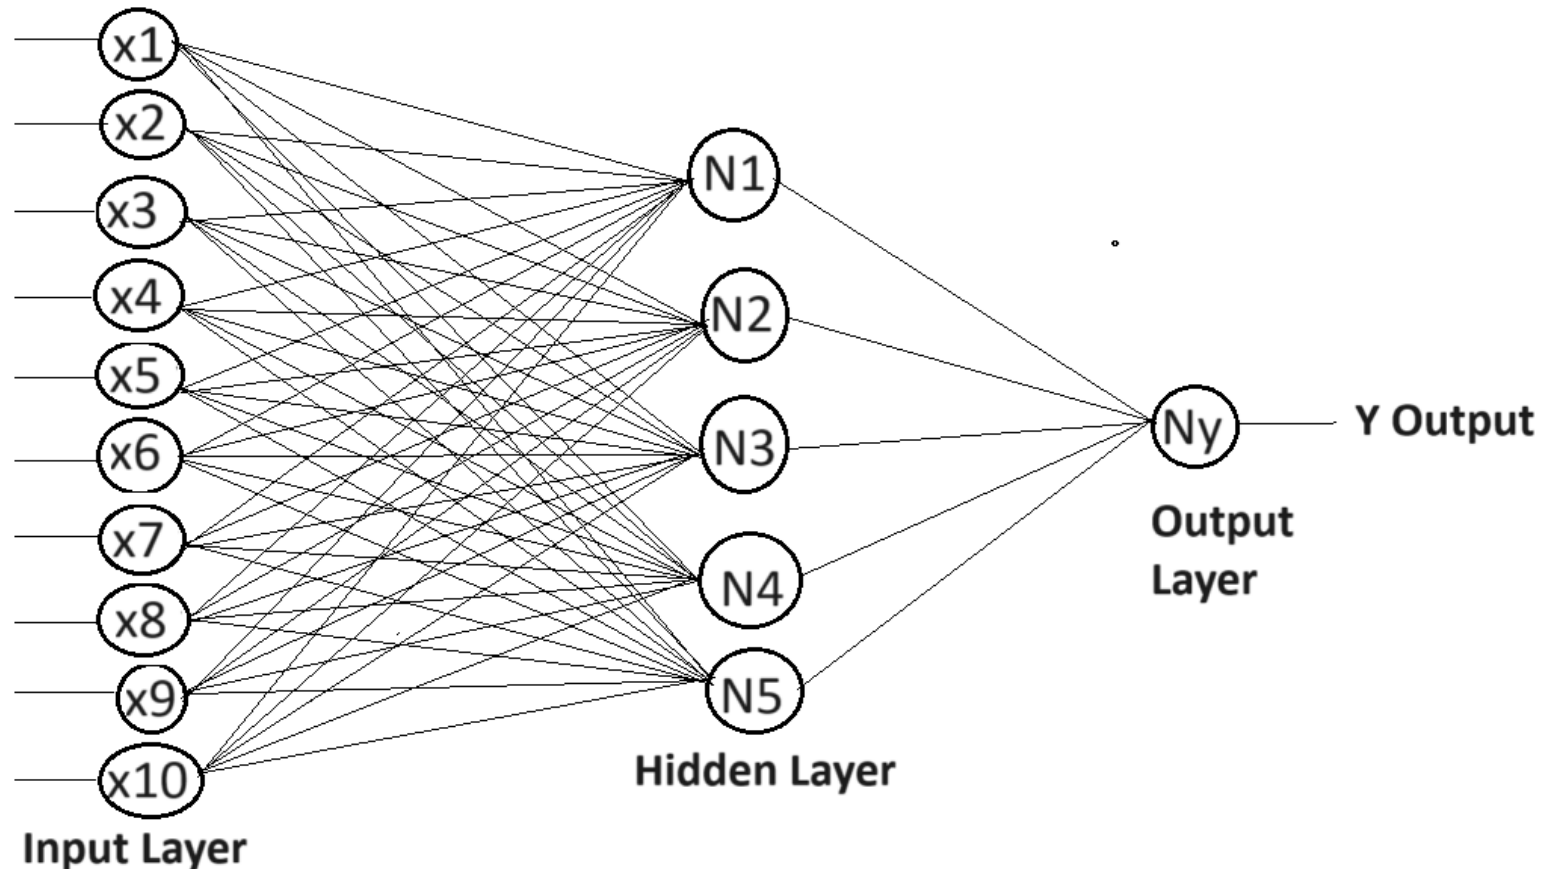 x1
x2
x3
x4
x5
x6
x7
x8
x9
x10
Input Layer
N1
N2
N3
N4
N5
Hidden Layer
Ny
Output
Layer
Y Output